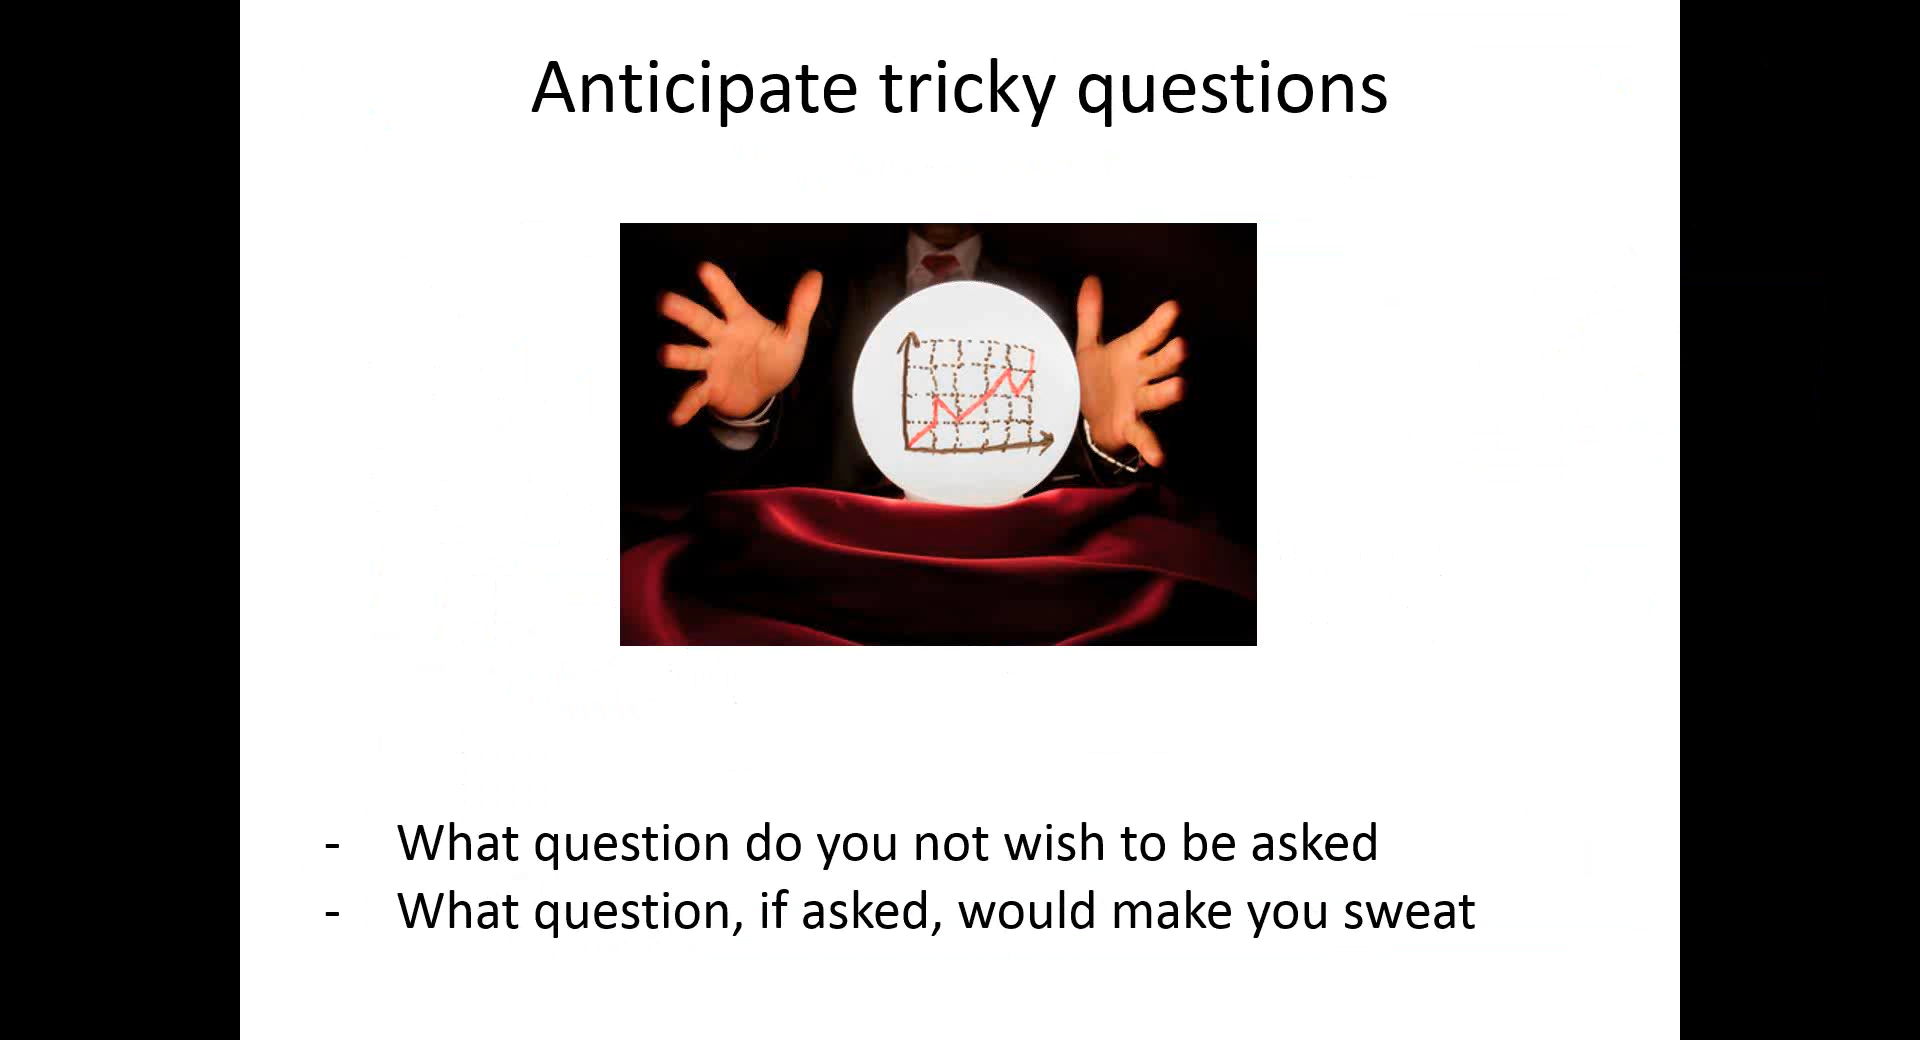 Anticipate tricky questions
- What question do you not wish to be asked
- What question, if asked, would make you sweat